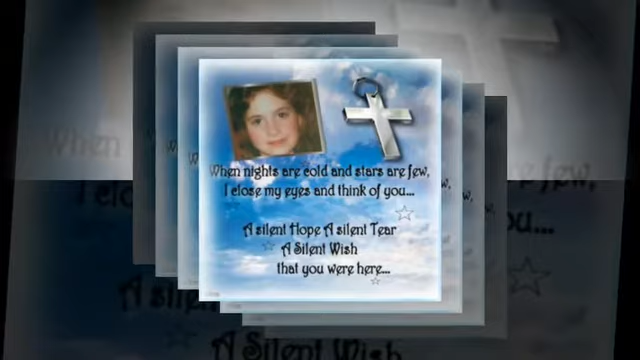 When nights are cold and stars are few,
I close my eyes and think of you...
A silent Hope A silent Tear
A Silent Wish
that you were here...